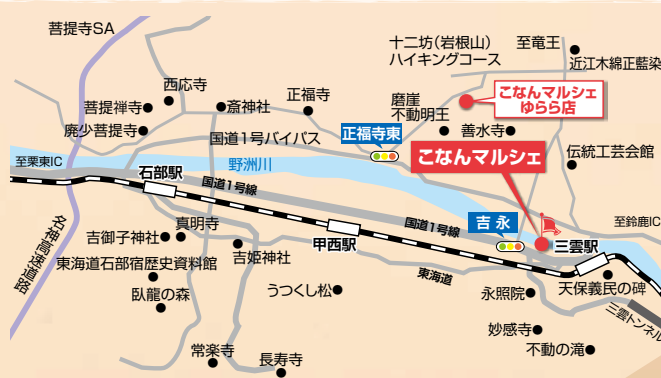 菩提寺SA
十二坊（岩根山）
ハイキングコース
至竜王
近江木綿正藍染
西応寺
菩提禅寺
斎神社
正福寺
磨崖
不動明王
こなんマルシェ
ゆらら店
廃少菩提寺
国道1号バイパス
正福寺東
善水寺
至栗東IC
野洲川
こなんマルシェ
伝統工芸会館
石部駅
国道1号線
国道1号線
吉永
至鈴鹿IC
名神高速道路
吉御子神社
真明寺
吉姫神社
甲西駅
三雲駅
東海道石部宿歴史資料館
東海道
天保義民の碑
臥龍の森
うつくし松
永照院
三雲トンネル
妙感寺
不動の滝
常楽寺
長寿寺